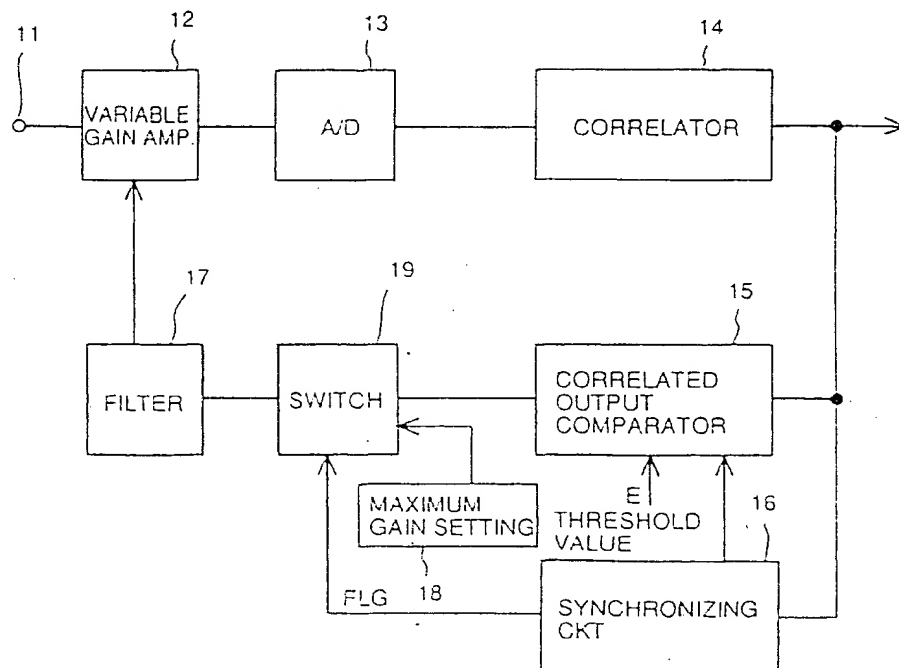 11
12
13
14
VARIABLE
GAIN AMP.
A/D
CORRELATOR
17
19
15
FILTER
SWITCH
CORRELATED
OUTPUT
COMPARATOR
MAXIMUM
GAIN SETTING
18
E
THRESHOLD
VALUE
16
FLG
SYNCHRONIZING
CKT